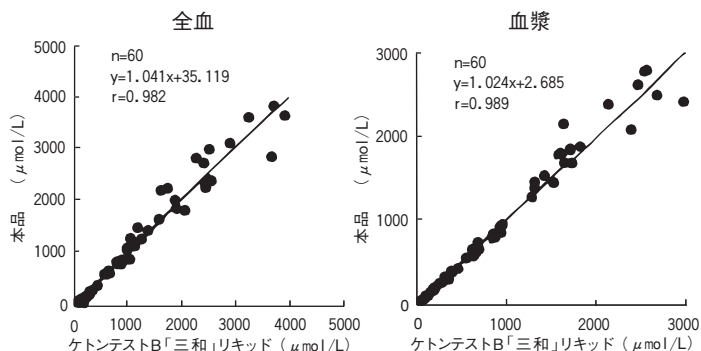 全血
5000
4000
3000
2000
1000
0
n=60
y=1.041x+35.119
r=0.982
本品 (μmol/L)
0 1000 2000 3000 4000 5000
ケトンテストB「三和」リキッド (μmol/L)
血漿
3000
2000
1000
0
n=60
y=1.024x+2.685
r=0.989
本品 (μmol/L)
0 1000 2000 3000
ケトンテストB「三和」リキッド (μmol/L)